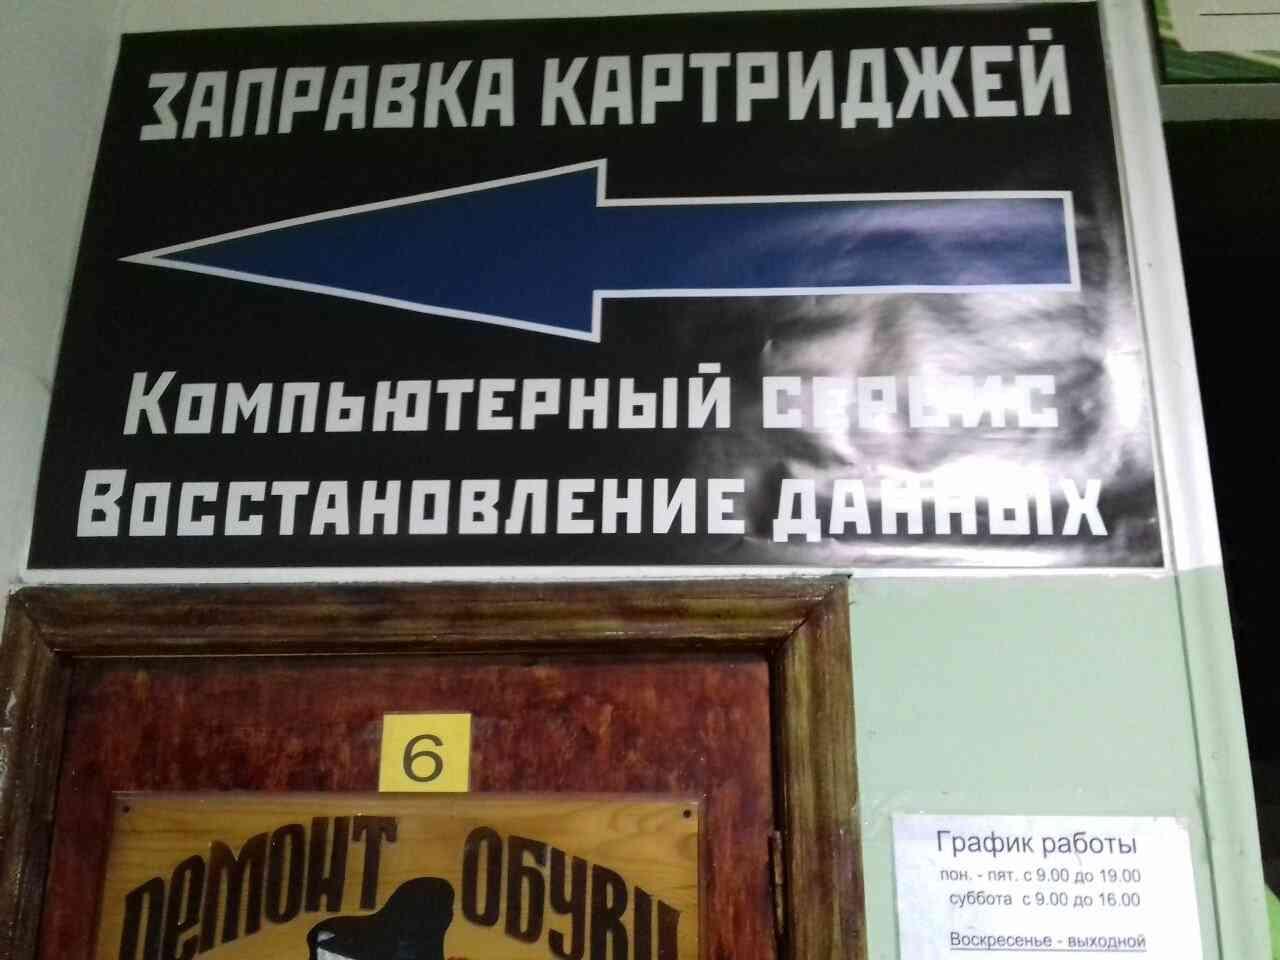 ЗАПРАВКА КАРТРИДЖЕЙ
Компьютерный сервис
Восстановление данных
6
РЕМОНТ ОБУВИ
График работы
пон. - пят. с 9.00 до 19.00
суббота с 9.00 до 16.00
Воскресенье - выходной